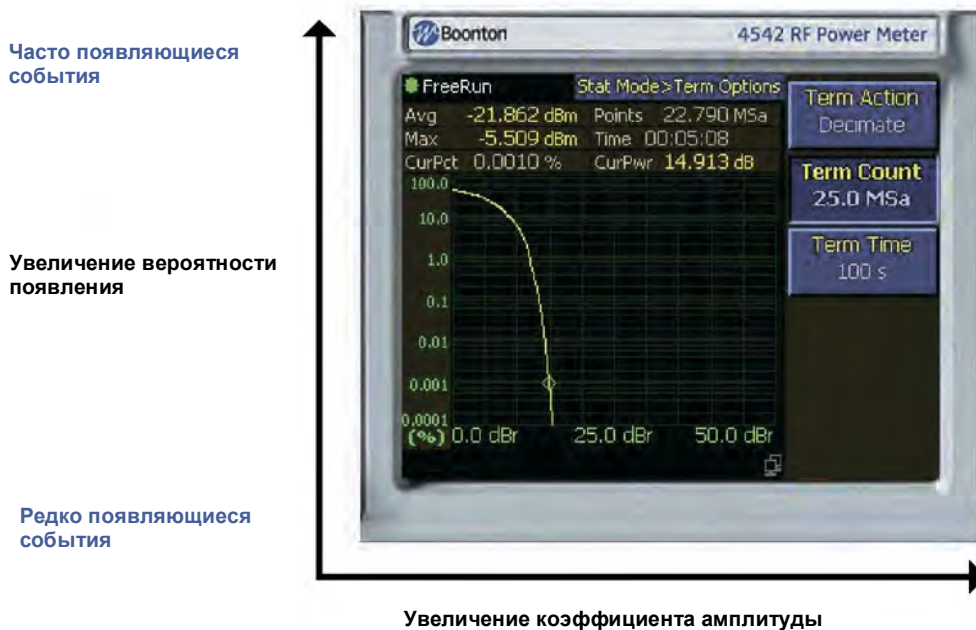 Часто появляющиеся
события
Увеличение вероятности
появления
Редко появляющиеся
события
Boonton
4542 RF Power Meter
FreeRun
Stat Mode>Term Options
Avg -21.862 dBm Points 22.790 MSa
Max -5.509 dBm Time 00:05:08
CurPct 0.0010 % CurPwr 14.913 dB
100.0
10.0
1.0
0.1
0.01
0.001
0.0001
(%) 0.0 dBr 25.0 dBr 50.0 dBr
Term Action
Decimate
Term Count
25.0 MSa
Term Time
100 s
Увеличение коэффициента амплитуды